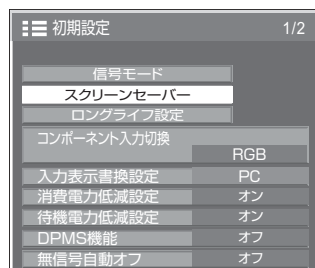 初期設定 1/2
信号モード
スクリーンセーバー
ロングライフ設定
コンポーネント入力切換
RGB
入力表示書換設定 PC
消費電力低減設定 オン
待機電力低減設定 オン
DPMS機能 オフ
無信号自動オフ オフ